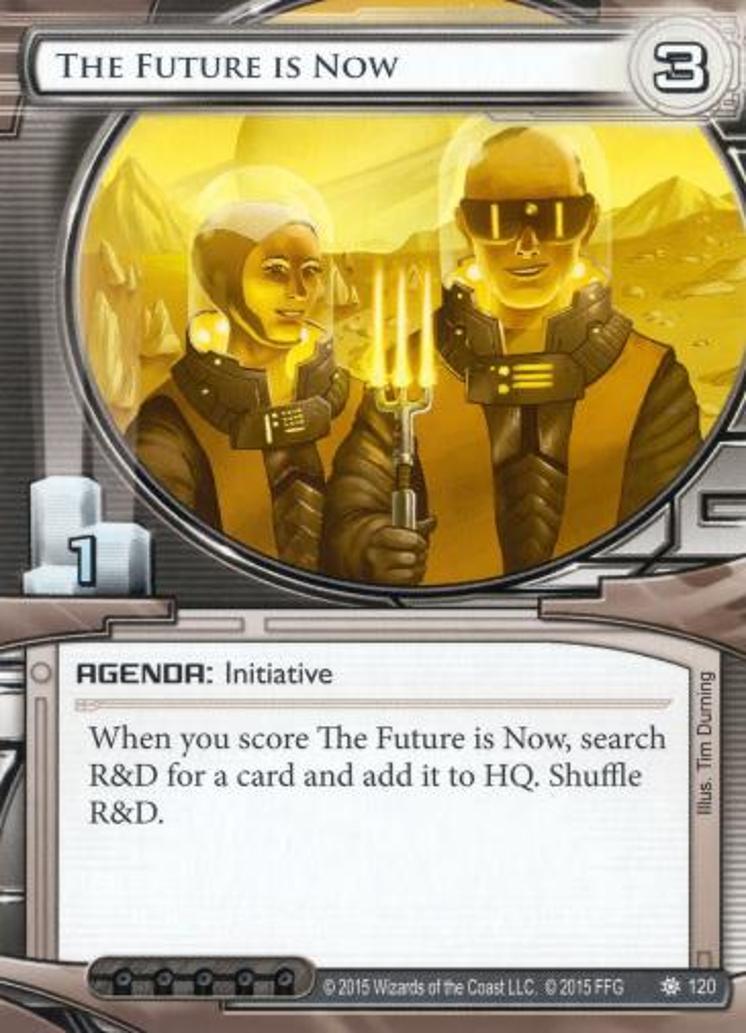 The Future is Now
3
1
AGENDA: Initiative
When you score The Future is Now, search
R&D for a card and add it to HQ. Shuffle
R&D.
Illus. Tim Durning
© 2015 Wizards of the Coast LLC. © 2015 FFG 120